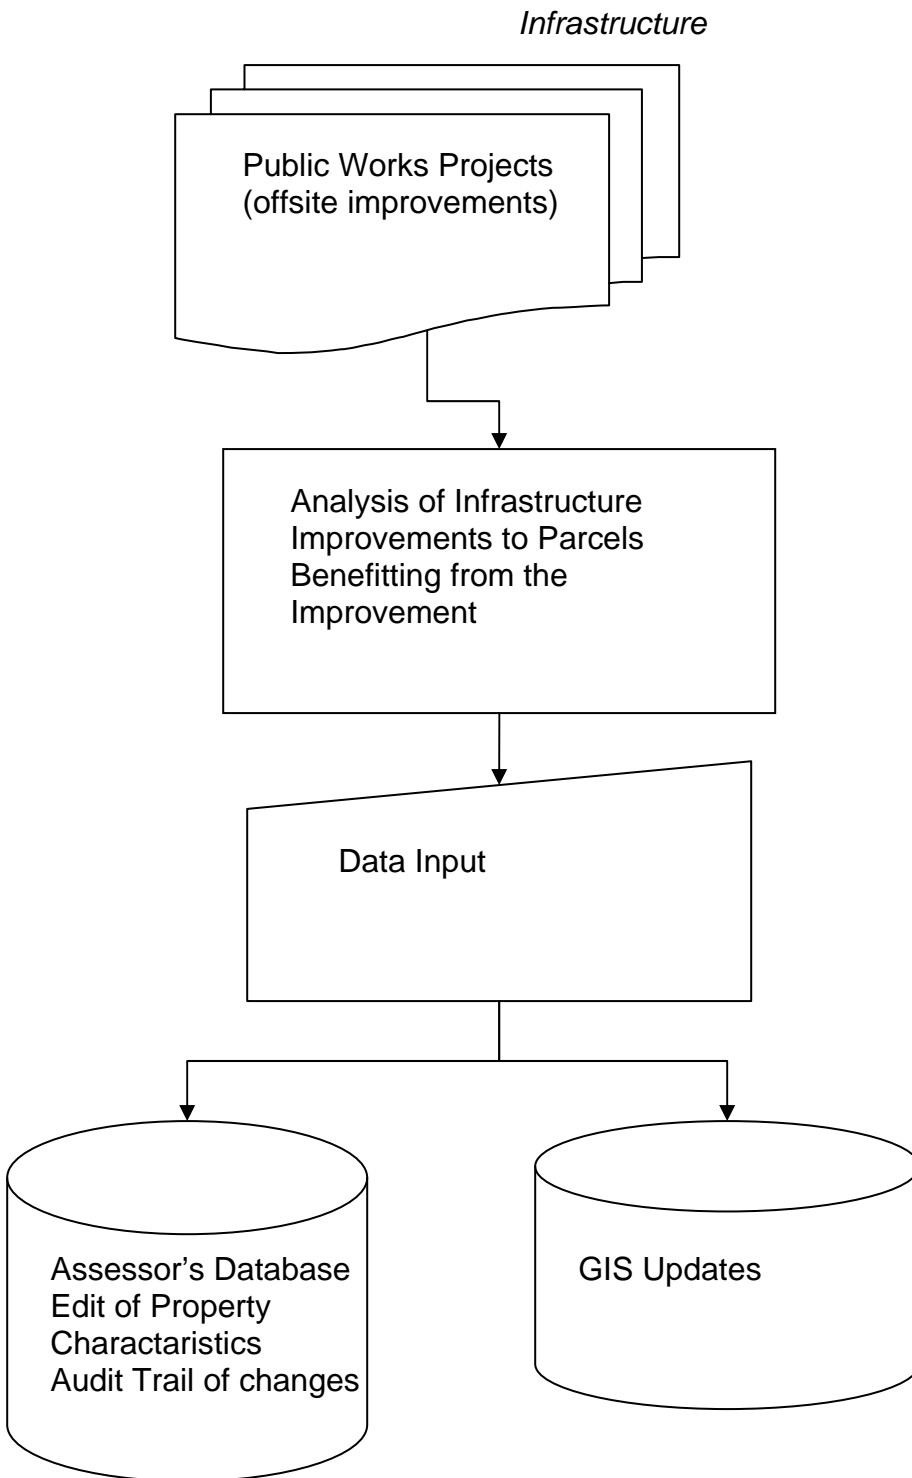 Infrastructure
Public Works Projects
(offsite improvements)
Analysis of Infrastructure
Improvements to Parcels
Benefitting from the
Improvement
Data Input
Assessor’s Database
Edit of Property
Charactaristics
Audit Trail of changes
GIS Updates